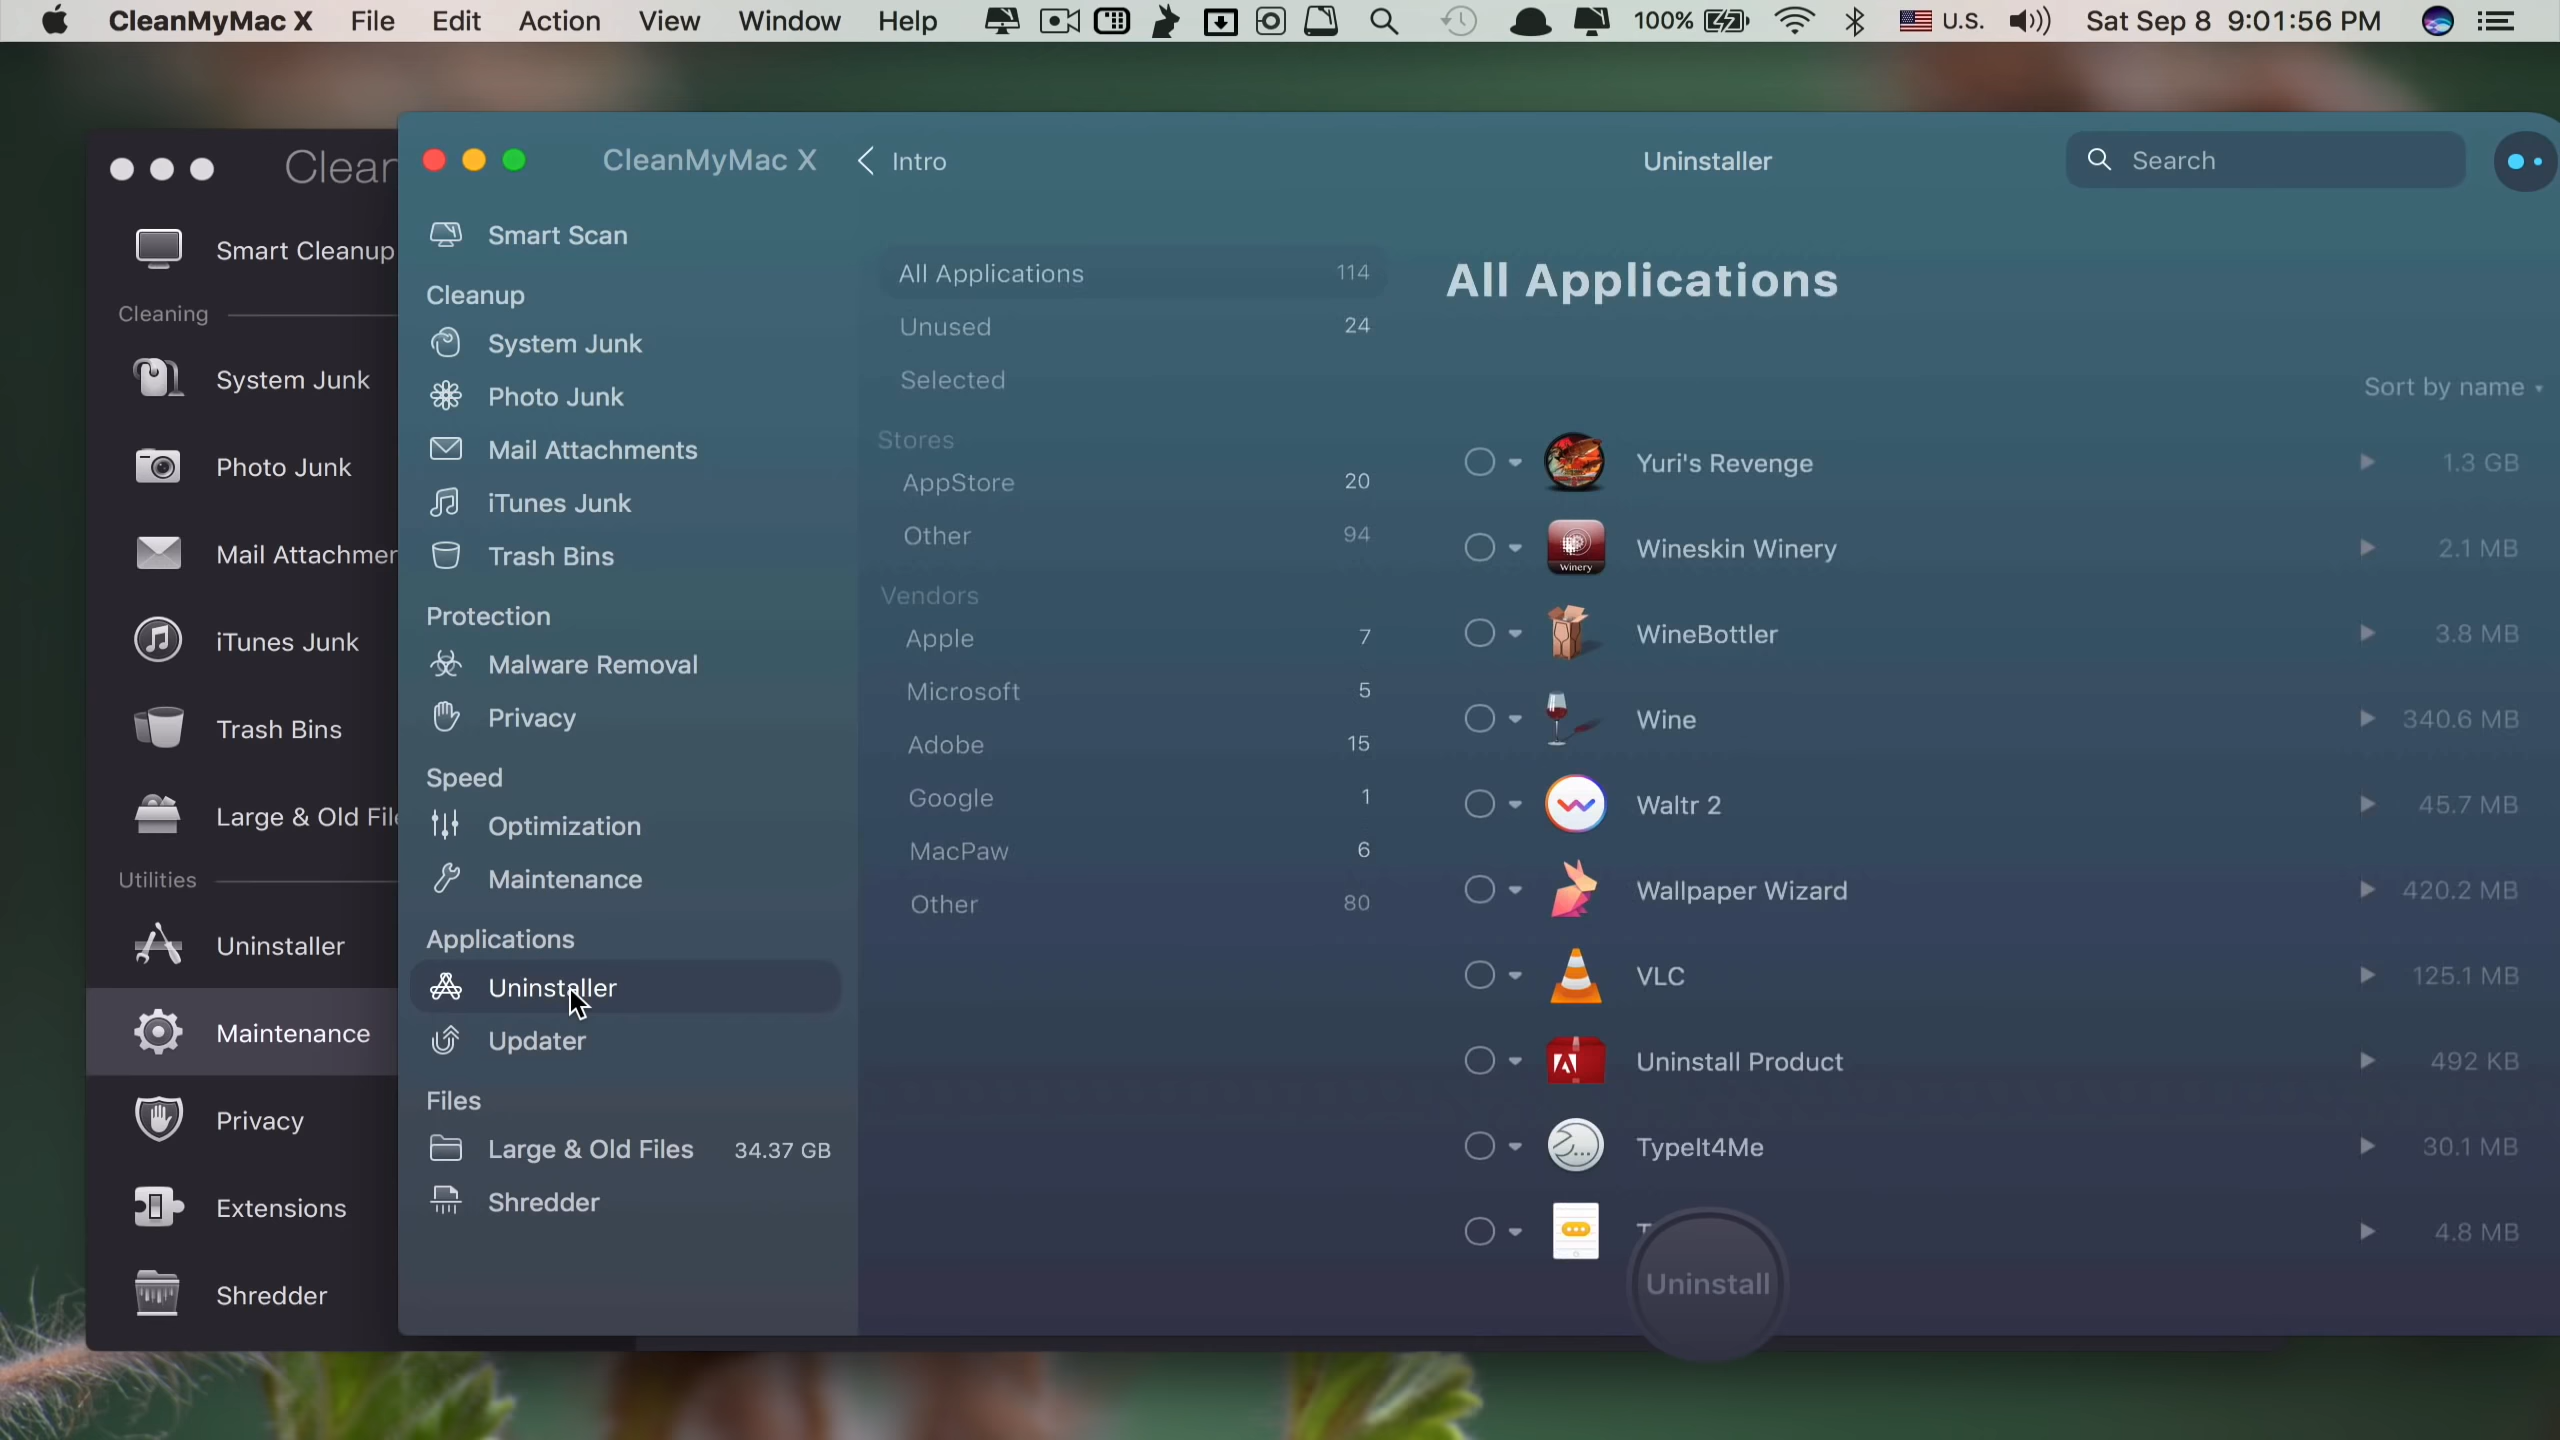 CleanMyMac X File Edit Action View Window Help 100% U.S. Sat Sep 8 9:01:56 PM
Clean
Smart Cleanup
Cleaning
System Junk
Photo Junk
Mail Attachmen
iTunes Junk
Trash Bins
Large & Old File
Utilities
Uninstaller
Maintenance
Privacy
Extensions
Shredder
CleanMyMac X
Smart Scan
Cleanup
System Junk
Photo Junk
Mail Attachments
iTunes Junk
Trash Bins
Protection
Malware Removal
Privacy
Speed
Optimization
Maintenance
Applications
Uninstaller
Updater
Files
Large & Old Files 34.37 GB
Shredder
Intro
Uninstaller
Search
All Applications 114
Unused 24
Selected
Stores
AppStore 20
Other 94
Vendors
Apple 7
Microsoft 5
Adobe 15
Google 1
MacPaw 6
Other 80
All Applications
Sort by name
Yuri's Revenge 1.3 GB
Winery
Wineskin Winery 2.1 MB
WineBottler 3.8 MB
Wine 340.6 MB
Waltr 2 45.7 MB
Wallpaper Wizard 420.2 MB
VLC 125.1 MB
Uninstall Product 492 KB
TypeIt4Me 30.1 MB
4.8 MB
Uninstall